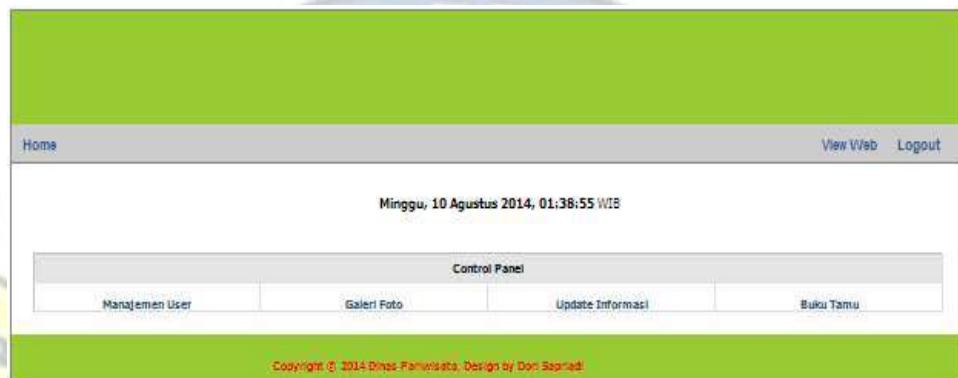 Home View Web Logout
Minggu, 10 Agustus 2014, 01:38:55 WIB
Control Panel
Manajemen User Galeri Foto Update Informasi Buku Tamu
Copyright © 2014 Dinas Pariwisata, Design by Dori Sapriadi